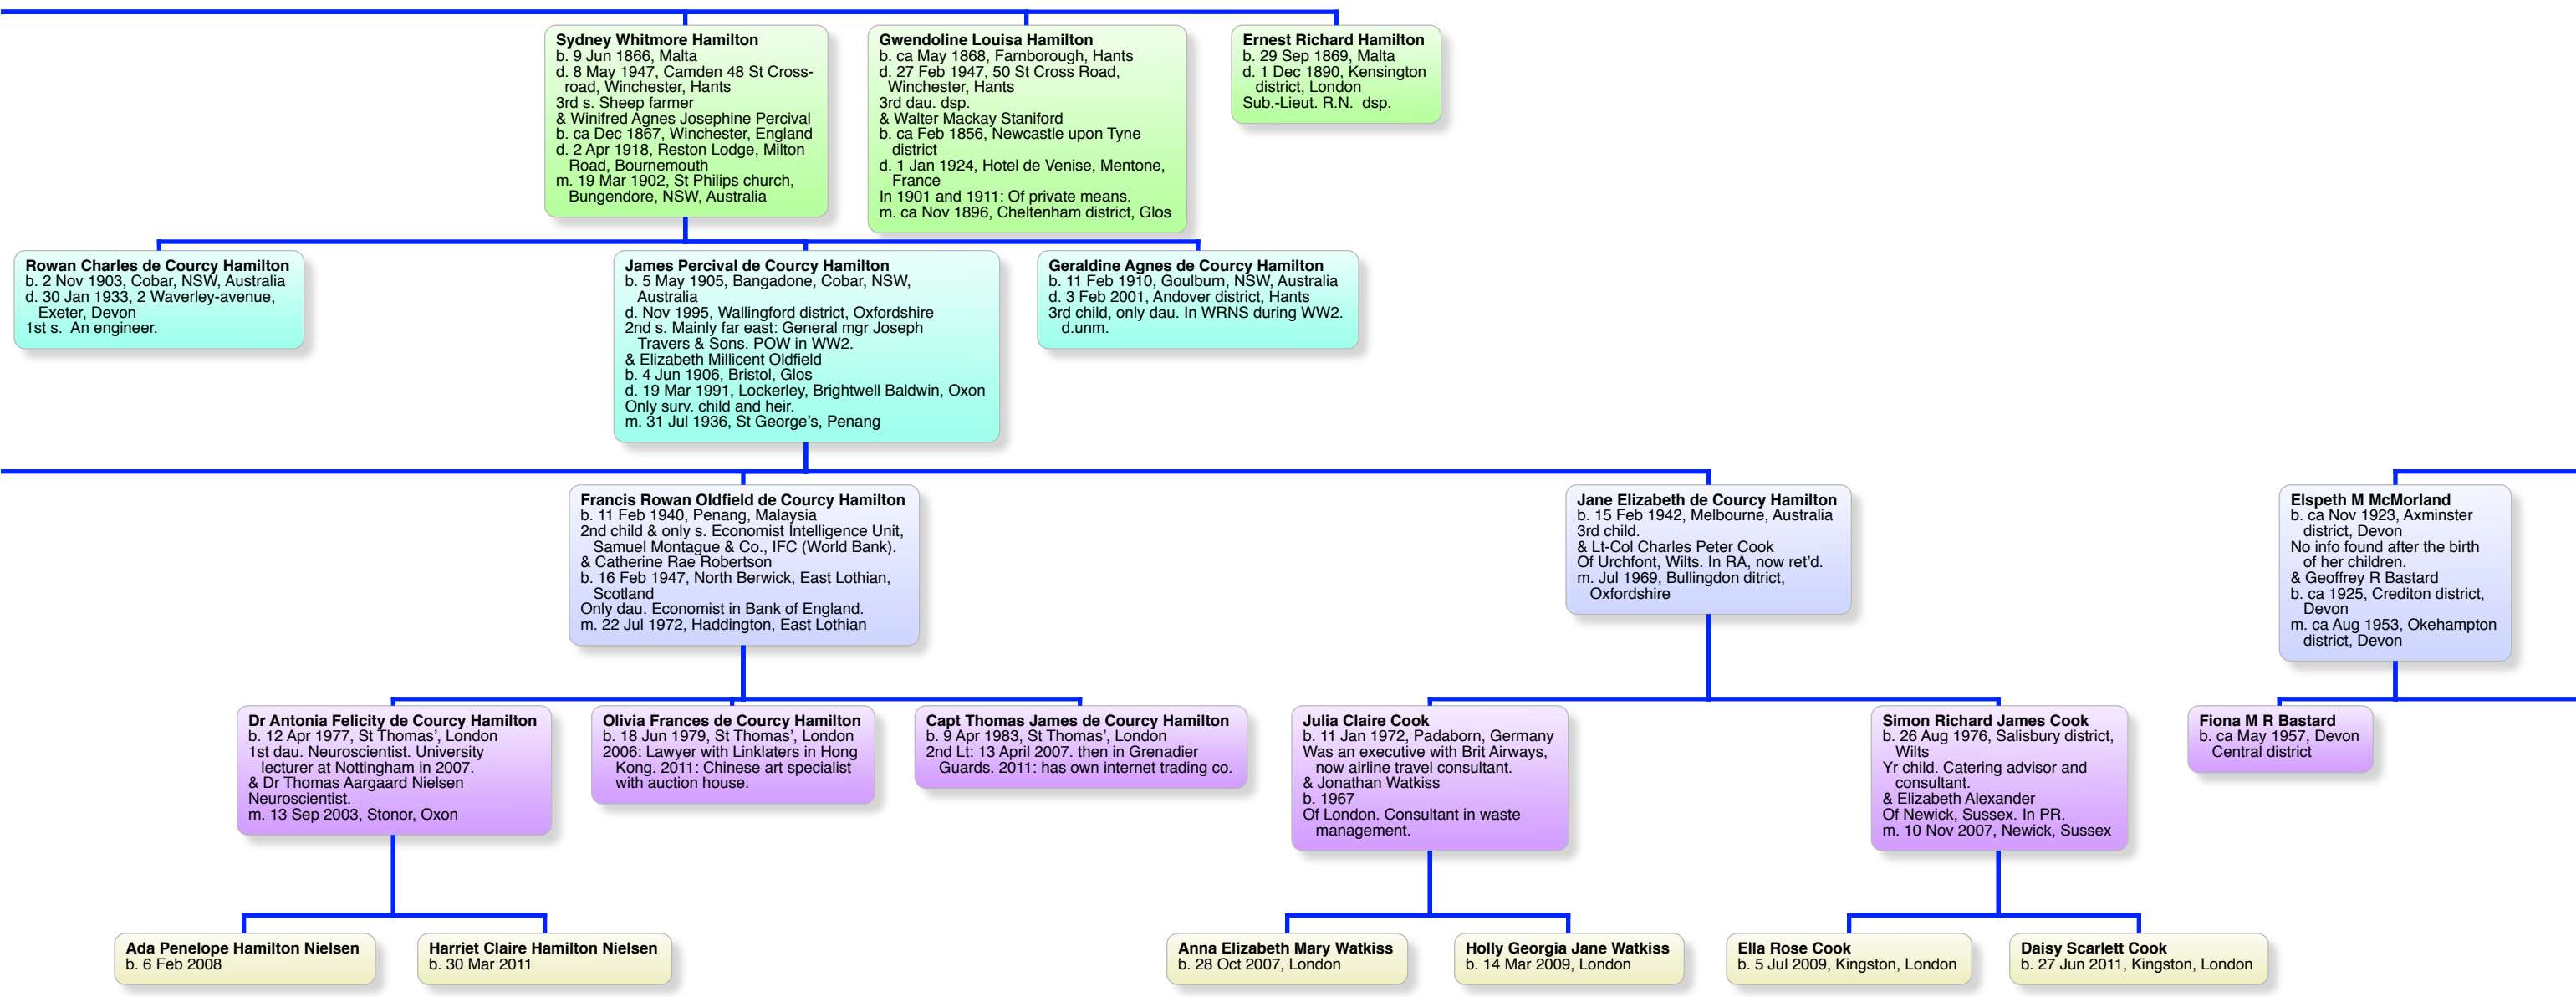 Sydney Whitmore Hamilton
b. 9 Jun 1866, Malta
d. 8 May 1947, Camden 48 St Cross-
road, Winchester, Hants
3rd s. Sheep farmer
& Winifred Agnes Josephine Percival
b. ca Dec 1867, Winchester, England
d. 2 Apr 1918, Reston Lodge, Milton
Road, Bournemouth
m. 19 Mar 1902, St Philips church,
Bungendore, NSW, Australia
Gwendoline Louisa Hamilton
b. ca May 1868, Farnborough, Hants
d. 27 Feb 1947, 50 St Cross Road,
Winchester, Hants
3rd dau. dsp.
& Walter Mackay Staniford
b. ca Feb 1856, Newcastle upon Tyne
district
d. 1 Jan 1924, Hotel de Venise, Mentone,
France
In 1901 and 1911: Of private means.
m. ca Nov 1896, Cheltenham district, Glos
Ernest Richard Hamilton
b. 29 Sep 1869, Malta
d. 1 Dec 1890, Kensington
district, London
Sub.-Lieut. R.N. dsp.
Rowan Charles de Courcy Hamilton
b. 2 Nov 1903, Cobar, NSW, Australia
d. 30 Jan 1933, 2 Waverley-avenue,
Exeter, Devon
1st s. An engineer.
James Percival de Courcy Hamilton
b. 5 May 1905, Bangadone, Cobar, NSW,
Australia
d. Nov 1995, Wallingford district, Oxfordshire
2nd s. Mainly far east: General mgr Joseph
Travers & Sons. POW in WW2.
& Elizabeth Millicent Oldfield
b. 4 Jun 1906, Bristol, Glos
d. 19 Mar 1991, Lockerley, Brightwell Baldwin, Oxon
Only surv. child and heir.
m. 31 Jul 1936, St George's, Penang
Geraldine Agnes de Courcy Hamilton
b. 11 Feb 1910, Goulburn, NSW, Australia
d. 3 Feb 2001, Andover district, Hants
3rd child, only dau. In WRNS during WW2.
d.unm.
Francis Rowan Oldfield de Courcy Hamilton
b. 11 Feb 1940, Penang, Malaysia
2nd child & only s. Economist Intelligence Unit,
Samuel Montague & Co., IFC (World Bank).
& Catherine Rae Robertson
b. 16 Feb 1947, North Berwick, East Lothian,
Scotland
Only dau. Economist in Bank of England.
m. 22 Jul 1972, Haddington, East Lothian
Jane Elizabeth de Courcy Hamilton
b. 15 Feb 1942, Melbourne, Australia
3rd child.
& Lt-Col Charles Peter Cook
Of Urchfont, Wilts. In RA, now ret'd.
m. Jul 1969, Bullingdon ditrict,
Oxfordshire
Elspeth M McMorland
b. ca Nov 1923, Axminster
district, Devon
No info found after the birth
of her children.
& Geoffrey R Bastard
b. ca 1925, Crediton district,
Devon
m. ca Aug 1953, Okehampton
district, Devon
Dr Antonia Felicity de Courcy Hamilton
b. 12 Apr 1977, St Thomas', London
1st dau. Neuroscientist. University
lecturer at Nottingham in 2007.
& Dr Thomas Aargaard Nielsen
Neuroscientist.
m. 13 Sep 2003, Stonor, Oxon
Olivia Frances de Courcy Hamilton
b. 18 Jun 1979, St Thomas', London
2006: Lawyer with Linklaters in Hong
Kong. 2011: Chinese art specialist
with auction house.
Capt Thomas James de Courcy Hamilton
b. 9 Apr 1983, St Thomas', London
2nd Lt: 13 April 2007. then in Grenadier
Guards. 2011: has own internet trading co.
Julia Claire Cook
b. 11 Jan 1972, Padaborn, Germany
Was an executive with Brit Airways,
now airline travel consultant.
& Jonathan Watkiss
b. 1967
Of London. Consultant in waste
management.
Simon Richard James Cook
b. 26 Aug 1976, Salisbury district,
Wilts
Yr child. Catering advisor and
consultant.
& Elizabeth Alexander
Of Newick, Sussex. In PR.
m. 10 Nov 2007, Newick, Sussex
Fiona M R Bastard
b. ca May 1957, Devon
Central district
Ada Penelope Hamilton Nielsen
b. 6 Feb 2008
Harriet Claire Hamilton Nielsen
b. 30 Mar 2011
Anna Elizabeth Mary Watkiss
b. 28 Oct 2007, London
Holly Georgia Jane Watkiss
b. 14 Mar 2009, London
Ella Rose Cook
b. 5 Jul 2009, Kingston, London
Daisy Scarlett Cook
b. 27 Jun 2011, Kingston, London